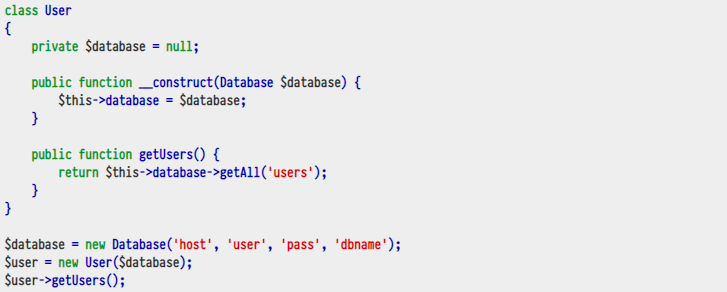 class User
{
    private $database = null;

    public function __construct(Database $database) {
        $this->database = $database;
    }

    public function getUsers() {
        return $this->database->getAll('users');
    }
}

$database = new Database('host', 'user', 'pass', 'dbname');
$user = new User($database);
$user->getUsers();